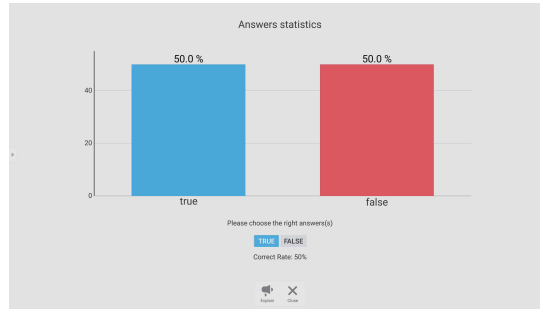 Answers statistics
50.0 % 50.0 %
40
20
0
true false
Please choose the right answers(s)
TRUE FALSE
Correct Rate: 50%
Explain Close